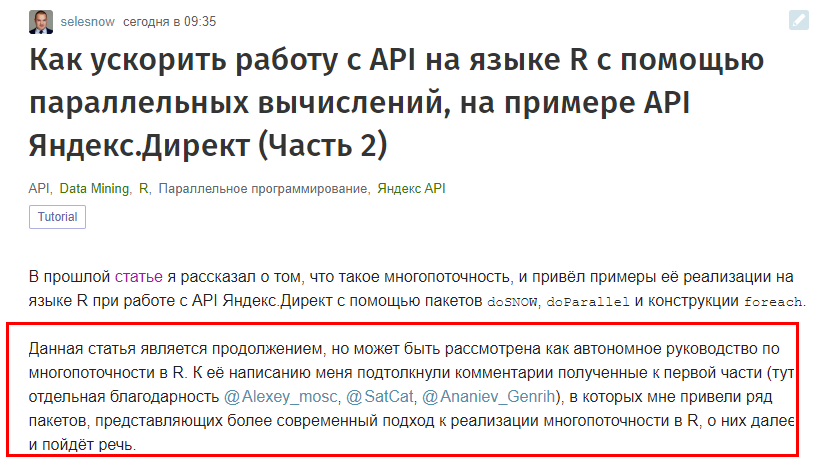 selesnow сегодня в 09:35
Как ускорить работу с API на языке R с помощью
параллельных вычислений, на примере API
Яндекс.Директ (Часть 2)
API, Data Mining, R, Параллельное программирование, Яндекс API
Tutorial
В прошлой статье я рассказал о том, что такое многопоточность, и привёл примеры её реализации на
языке R при работе с API Яндекс.Директ с помощью пакетов doSNOW, doParallel и конструкции foreach.
Данная статья является продолжением, но может быть рассмотрена как автономное руководство по
многопоточности в R. К её написанию меня подтолкнули комментарии полученные к первой части (тут
отдельная благодарность @Alexey_mosc, @SatCat, @Ananiev_Genrih), в которых мне привели ряд
пакетов, представляющих более современный подход к реализации многопоточности в R, о них далее
и пойдёт речь.